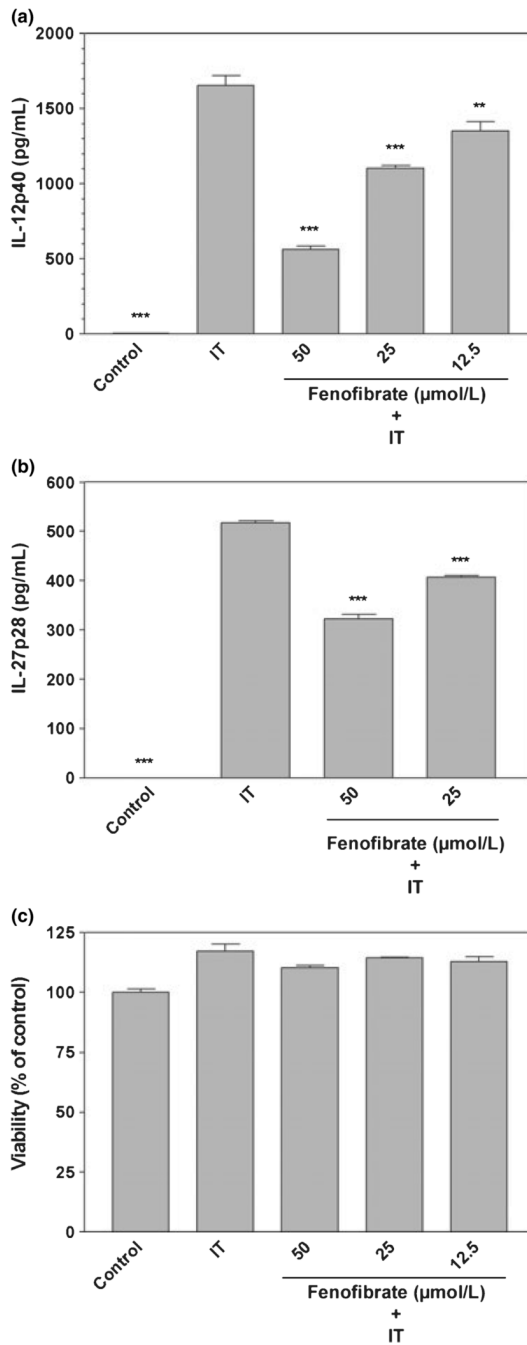 (a)
IL-12p40 (pg/mL)
2000
1500
1000
500
0
***
***
***
**
Control
IT
50
25
12.5
Fenofibrate (µmol/L)
+
IT
(b)
IL-27p28 (pg/mL)
600
500
400
300
200
100
0
***
***
***
Control
IT
50
25
Fenofibrate (µmol/L)
+
IT
(c)
Viability (% of control)
125
100
75
50
25
0
Control
IT
50
25
12.5
Fenofibrate (µmol/L)
+
IT